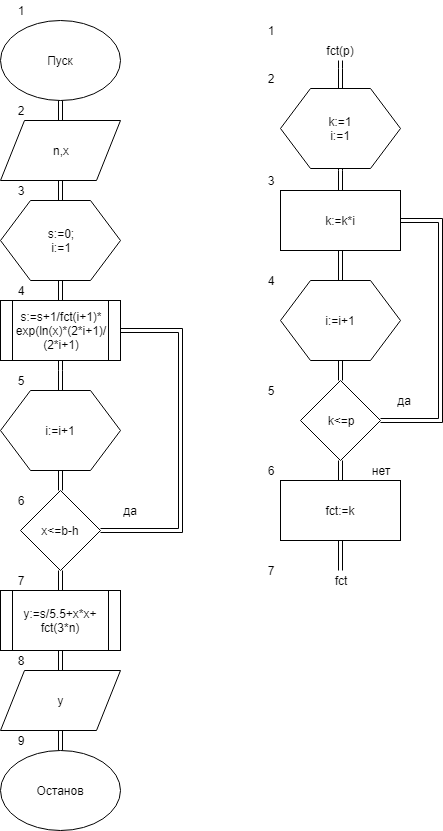 1
Пуск
2
n,x
3
s:=0;
i:=1
4
s:=s+1/fct(i+1)*
exp(ln(x)*(2*i+1)/
(2*i+1)
5
i:=i+1
6
да
x<=b-h
7
y:=s/5.5+x*x+
fct(3*n)
8
y
9
Останов
1
fct(p)
2
k:=1
i:=1
3
k:=k*i
4
i:=i+1
5
да
k<=p
6
нет
fct:=k
7
fct